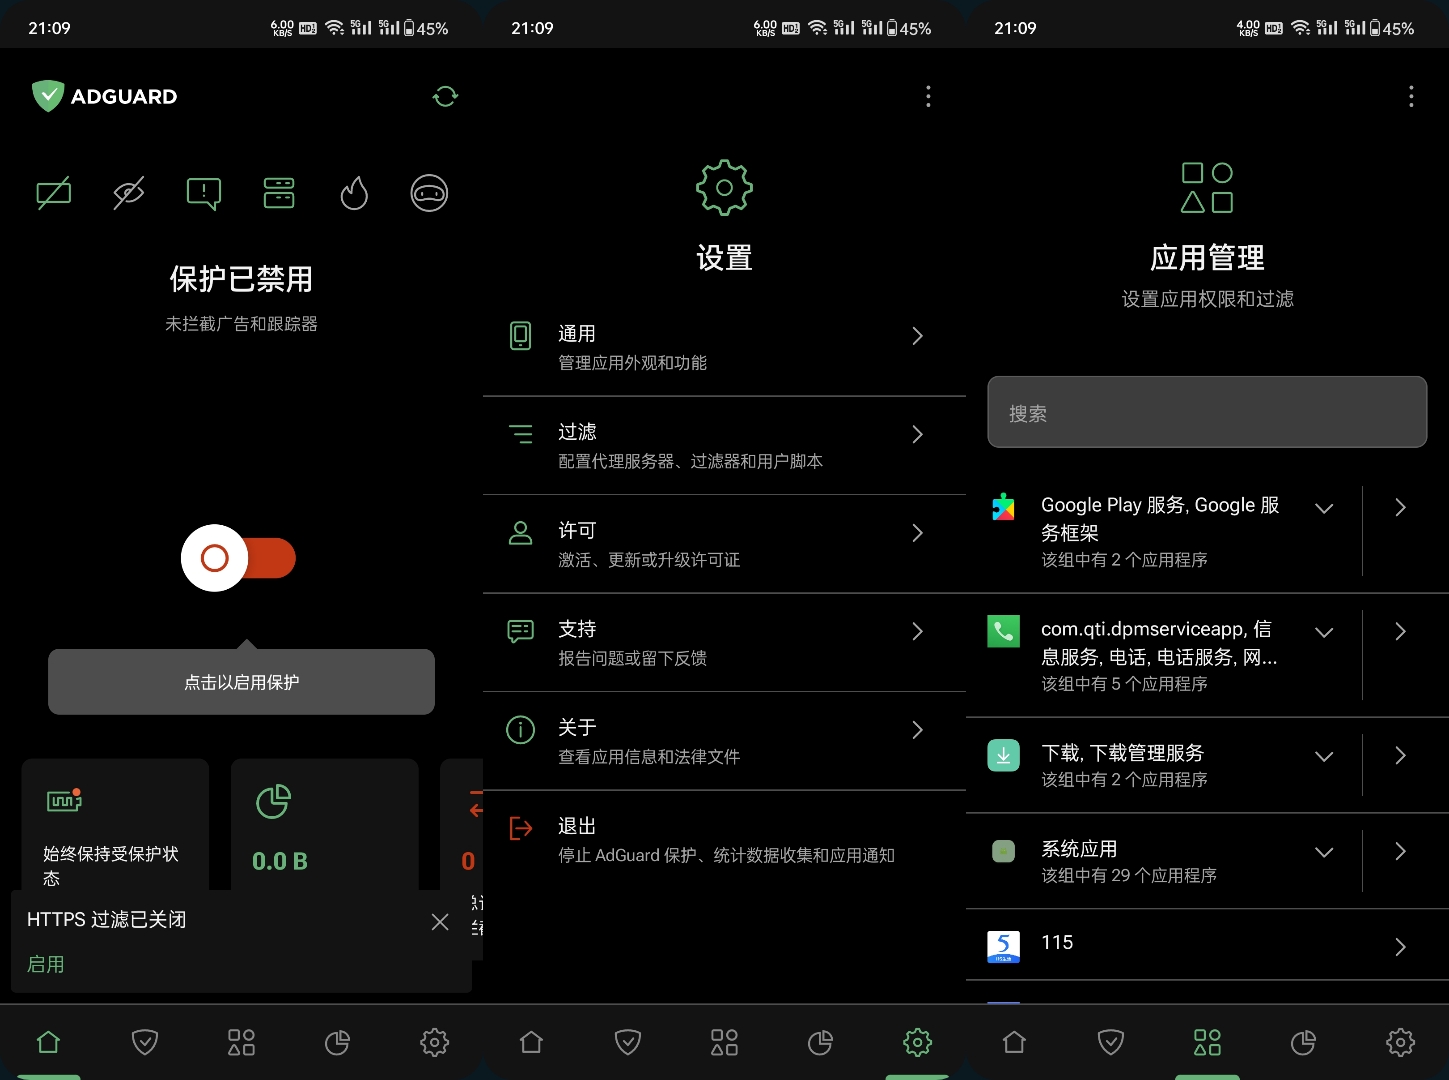 21:09
6.00 KB/S HD 5G 5G 45%
ADGUARD
保护已禁用
未拦截广告和跟踪器
点击以启用保护
始终保持受保护状
态
0.0 B
0
HTTPS 过滤已关闭
启用
21:09
6.00 KB/S HD 5G 5G 45%
设置
通用
管理应用外观和功能
过滤
配置代理服务器、过滤器和用户脚本
许可
激活、更新或升级许可证
支持
报告问题或留下反馈
关于
查看应用信息和法律文件
退出
停止 AdGuard 保护、统计数据收集和应用通知
21:09
4.00 KB/S HD 5G 5G 45%
应用管理
设置应用权限和过滤
搜索
Google Play 服务, Google 服
务框架
该组中有 2 个应用程序
com.qti.dpmserviceapp, 信
息服务, 电话, 电话服务, 网...
该组中有 5 个应用程序
下载, 下载管理服务
该组中有 2 个应用程序
系统应用
该组中有 29 个应用程序
5
115